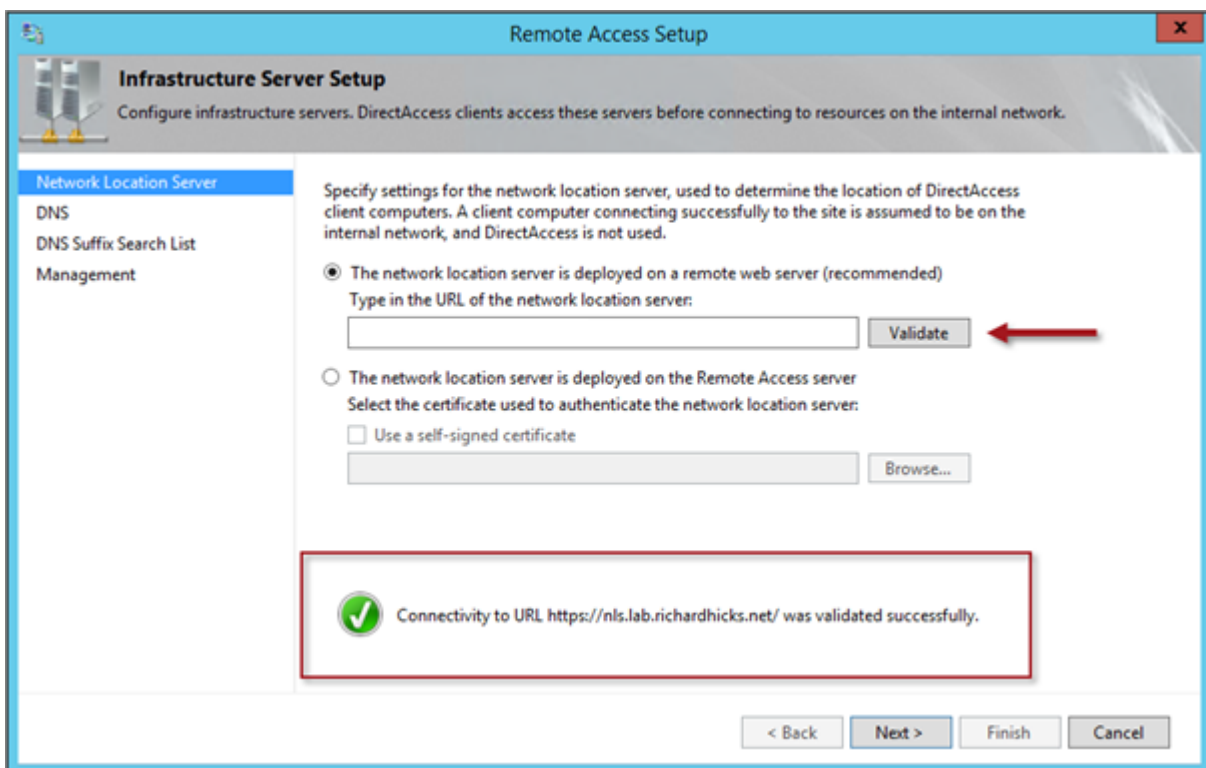 Remote Access Setup
x
Infrastructure Server Setup
Configure infrastructure servers. DirectAccess clients access these servers before connecting to resources on the internal network.
Network Location Server
DNS
DNS Suffix Search List
Management
Specify settings for the network location server, used to determine the location of DirectAccess
client computers. A client computer connecting successfully to the site is assumed to be on the
internal network, and DirectAccess is not used.
The network location server is deployed on a remote web server (recommended)
Type in the URL of the network location server:
Validate
The network location server is deployed on the Remote Access server
Select the certificate used to authenticate the network location server:
Use a self-signed certificate
Browse...
Connectivity to URL https://nls.lab.richardhicks.net/ was validated successfully.
< Back Next > Finish Cancel